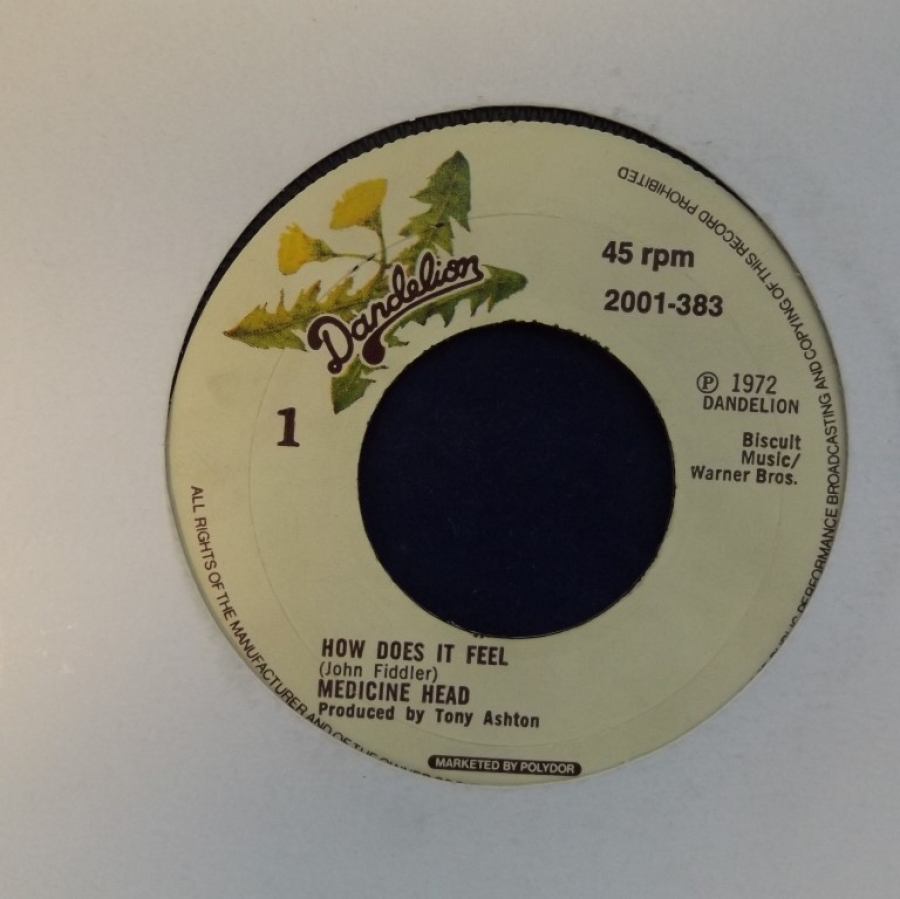 Dandelion
45 rpm
2001-383
1
℗ 1972
DANDELION
Biscuit
Music/
Warner Bros.
HOW DOES IT FEEL
(John Fiddler)
MEDICINE HEAD
Produced by Tony Ashton
MARKETED BY POLYDOR
ALL RIGHTS OF THE MANUFACTURER AND OF THE
PERFORMANCE BROADCASTING AND COPYING OF THIS RECORD PROHIBITED